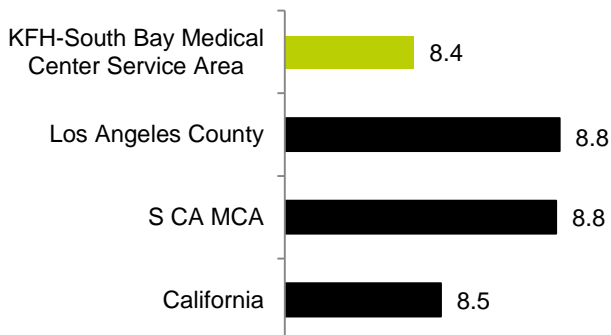 KFH-South Bay Medical
Center Service Area
8.4
Los Angeles County
8.8
S CA MCA
8.8
California
8.5